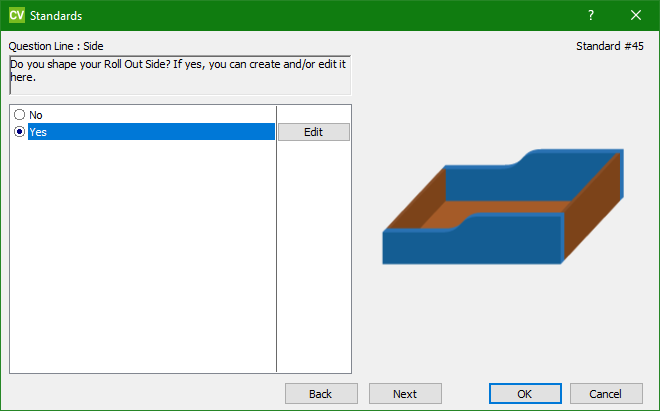 CV Standards ?
Question Line : Side
Standard #45
Do you shape your Roll Out Side? If yes, you can create and/or edit it
here.
No
Yes
Edit
Back
Next
OK
Cancel